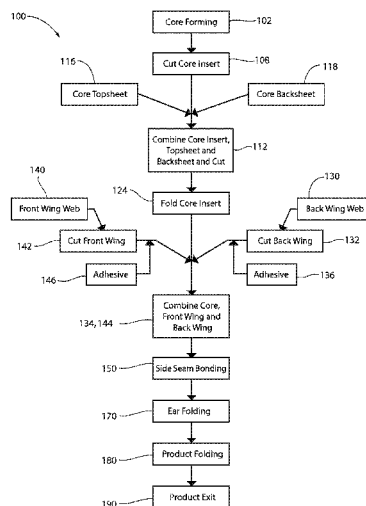 100
Core Forming
102
Cut Core Insert
108
116
Core Topsheet
118
Core Backsheet
Combine Core Insert,
Topsheet and
Backsheet and Cut
112
124
Fold Core Insert
140
Front Wing Web
130
Back Wing Web
142
Cut Front Wing
Cut Back Wing
132
146
Adhesive
Adhesive
136
134, 144
Combine Core,
Front Wing and
Back Wing
150
Side Seam Bonding
170
Ear Folding
180
Product Folding
190
Product Exit